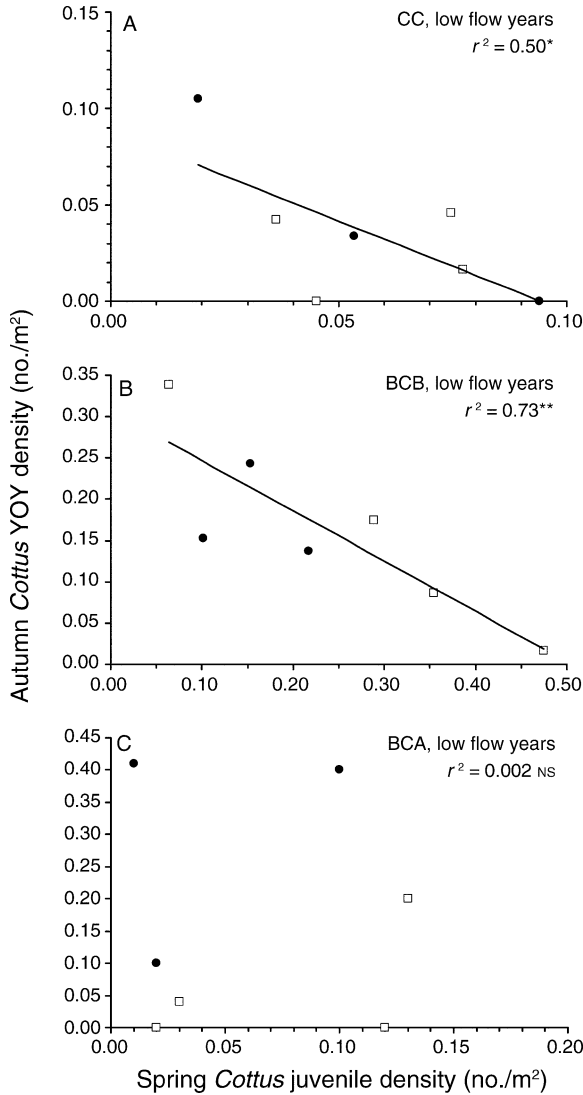 A
CC, low flow years
r² = 0.50*
0.15
0.10
0.05
0.00
0.00 0.05 0.10
B
BCB, low flow years
r² = 0.73**
0.35
0.30
0.25
0.20
0.15
0.10
0.05
0.00
0.00 0.10 0.20 0.30 0.40 0.50
Autumn Cottus YOY density (no./m²)
C
BCA, low flow years
r² = 0.002 NS
0.45
0.40
0.35
0.30
0.25
0.20
0.15
0.10
0.05
0.00
0.00 0.05 0.10 0.15 0.20
Spring Cottus juvenile density (no./m²)